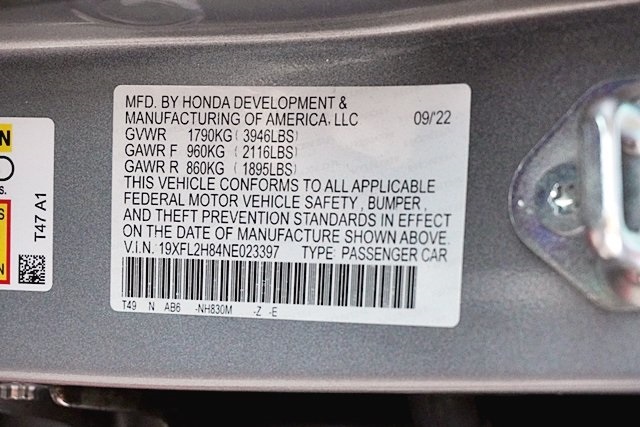 MFD. BY HONDA DEVELOPMENT &
MANUFACTURING OF AMERICA, LLC 09/22
GVWR 1790KG ( 3946LBS)
GAWR F 960KG ( 2116LBS)
GAWR R 860KG ( 1895LBS)
THIS VEHICLE CONFORMS TO ALL APPLICABLE
FEDERAL MOTOR VEHICLE SAFETY , BUMPER ,
AND THEFT PREVENTION STANDARDS IN EFFECT
ON THE DATE OF MANUFACTURE SHOWN ABOVE.
V.I.N. 19XFL2H84NE023397 TYPE PASSENGER CAR
T49 N AB6 -NH830M -Z -E
T47 A1